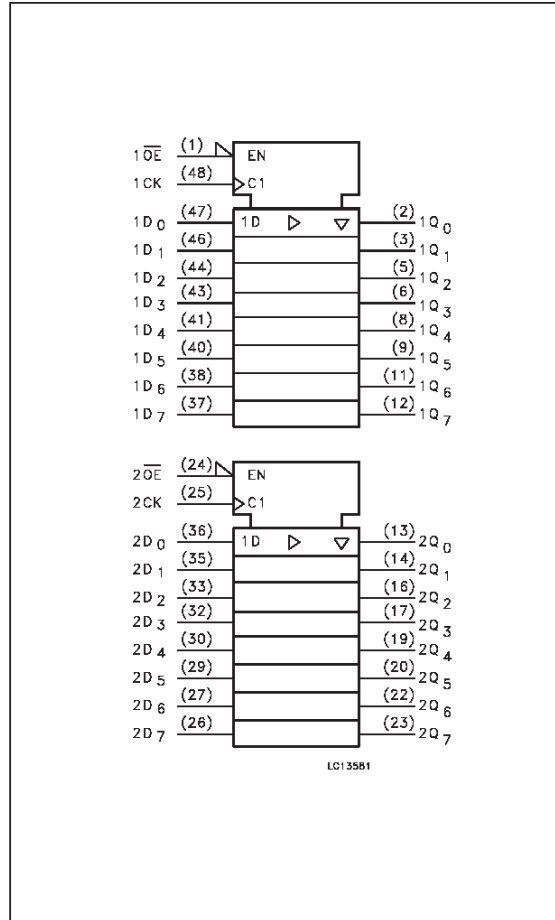 1O̅E̅ (1) EN
1CK (48) C1
1D0 (47) 1D (2) 1Q0
1D1 (46) (3) 1Q1
1D2 (44) (5) 1Q2
1D3 (43) (6) 1Q3
1D4 (41) (8) 1Q4
1D5 (40) (9) 1Q5
1D6 (38) (11) 1Q6
1D7 (37) (12) 1Q7
2O̅E̅ (24) EN
2CK (25) C1
2D0 (36) 1D (13) 2Q0
2D1 (35) (14) 2Q1
2D2 (33) (16) 2Q2
2D3 (32) (17) 2Q3
2D4 (30) (19) 2Q4
2D5 (29) (20) 2Q5
2D6 (27) (22) 2Q6
2D7 (26) (23) 2Q7
LC13581